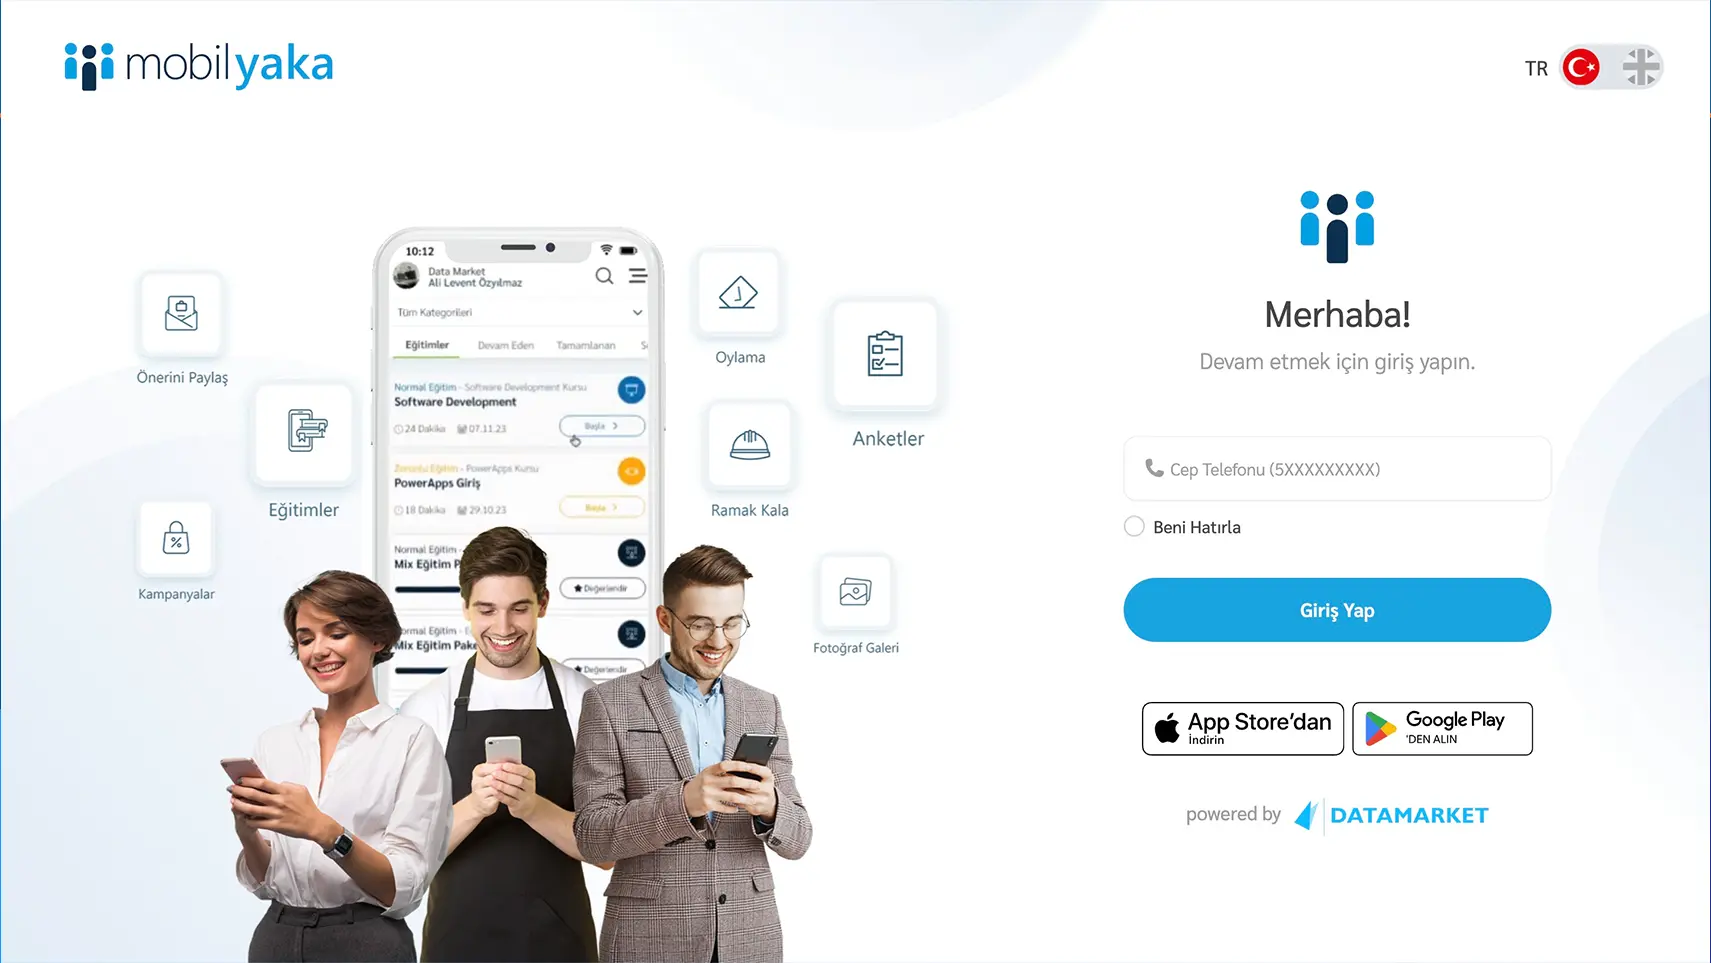 mobilyaka
TR
Önerini Paylaş
Eğitimler
Kampanyalar
10:12
Data Market
Ali Levent Özyılmaz
Tüm Kategorileri
Eğitimler Devam Eden Tamamlanan
Normal Eğitim - Software Development Kursu
Software Development
24 Dakika 07.11.23 Başla
Zorunlu Eğitim - PowerApps Kursu
PowerApps Giriş
18 Dakika 29.10.23 Başla
Normal Eğitim -
Mix Eğitim P
Değerlendir
ormal Eğitim -
Mix Eğitim Pake
Değerlendir
Oylama
Anketler
Ramak Kala
Fotoğraf Galeri
Merhaba!
Devam etmek için giriş yapın.
Cep Telefonu (5XXXXXXXXX)
Beni Hatırla
Giriş Yap
App Store'dan
İndirin
Google Play
'DEN ALIN
powered by DATAMARKET